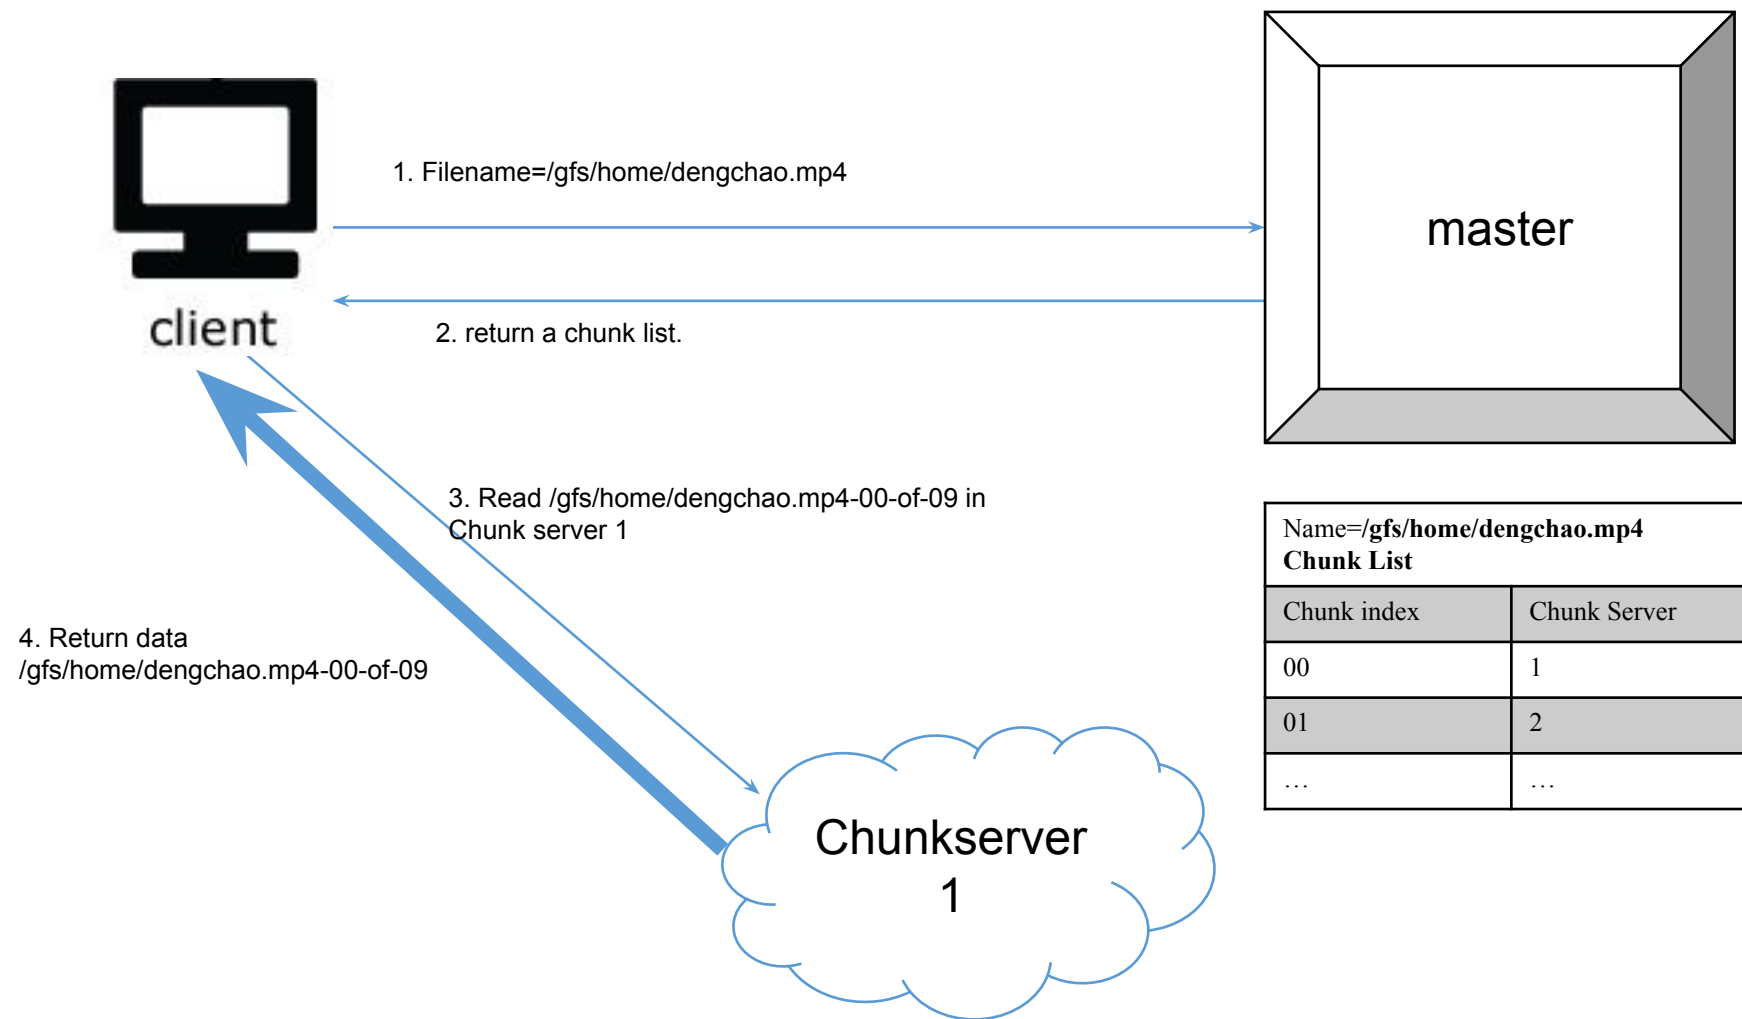 1. Filename=/gfs/home/dengchao.mp4
master
client
2. return a chunk list.
3. Read /gfs/home/dengchao.mp4-00-of-09 in
Chunk server 1
4. Return data
/gfs/home/dengchao.mp4-00-of-09
Chunkserver
1
Name=/gfs/home/dengchao.mp4
Chunk List
Chunk index Chunk Server
00 1
01 2
… …